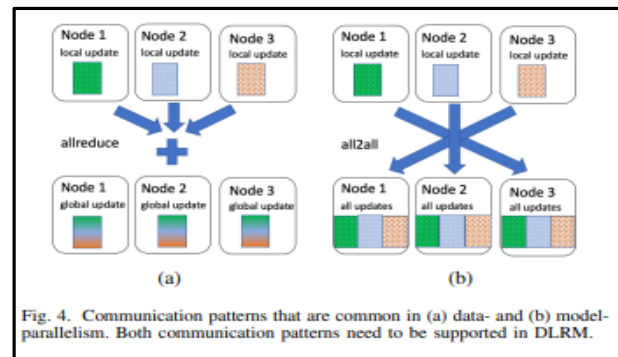 Node 1
local update
Node 2
local update
Node 3
local update
allreduce
Node 1
global update
Node 2
global update
Node 3
global update
(a)
Node 1
local update
Node 2
local update
Node 3
local update
all2all
Node 1
all updates
Node 2
all updates
Node 3
all updates
(b)
Fig. 4. Communication patterns that are common in (a) data- and (b) model-
parallelism. Both communication patterns need to be supported in DLRM.